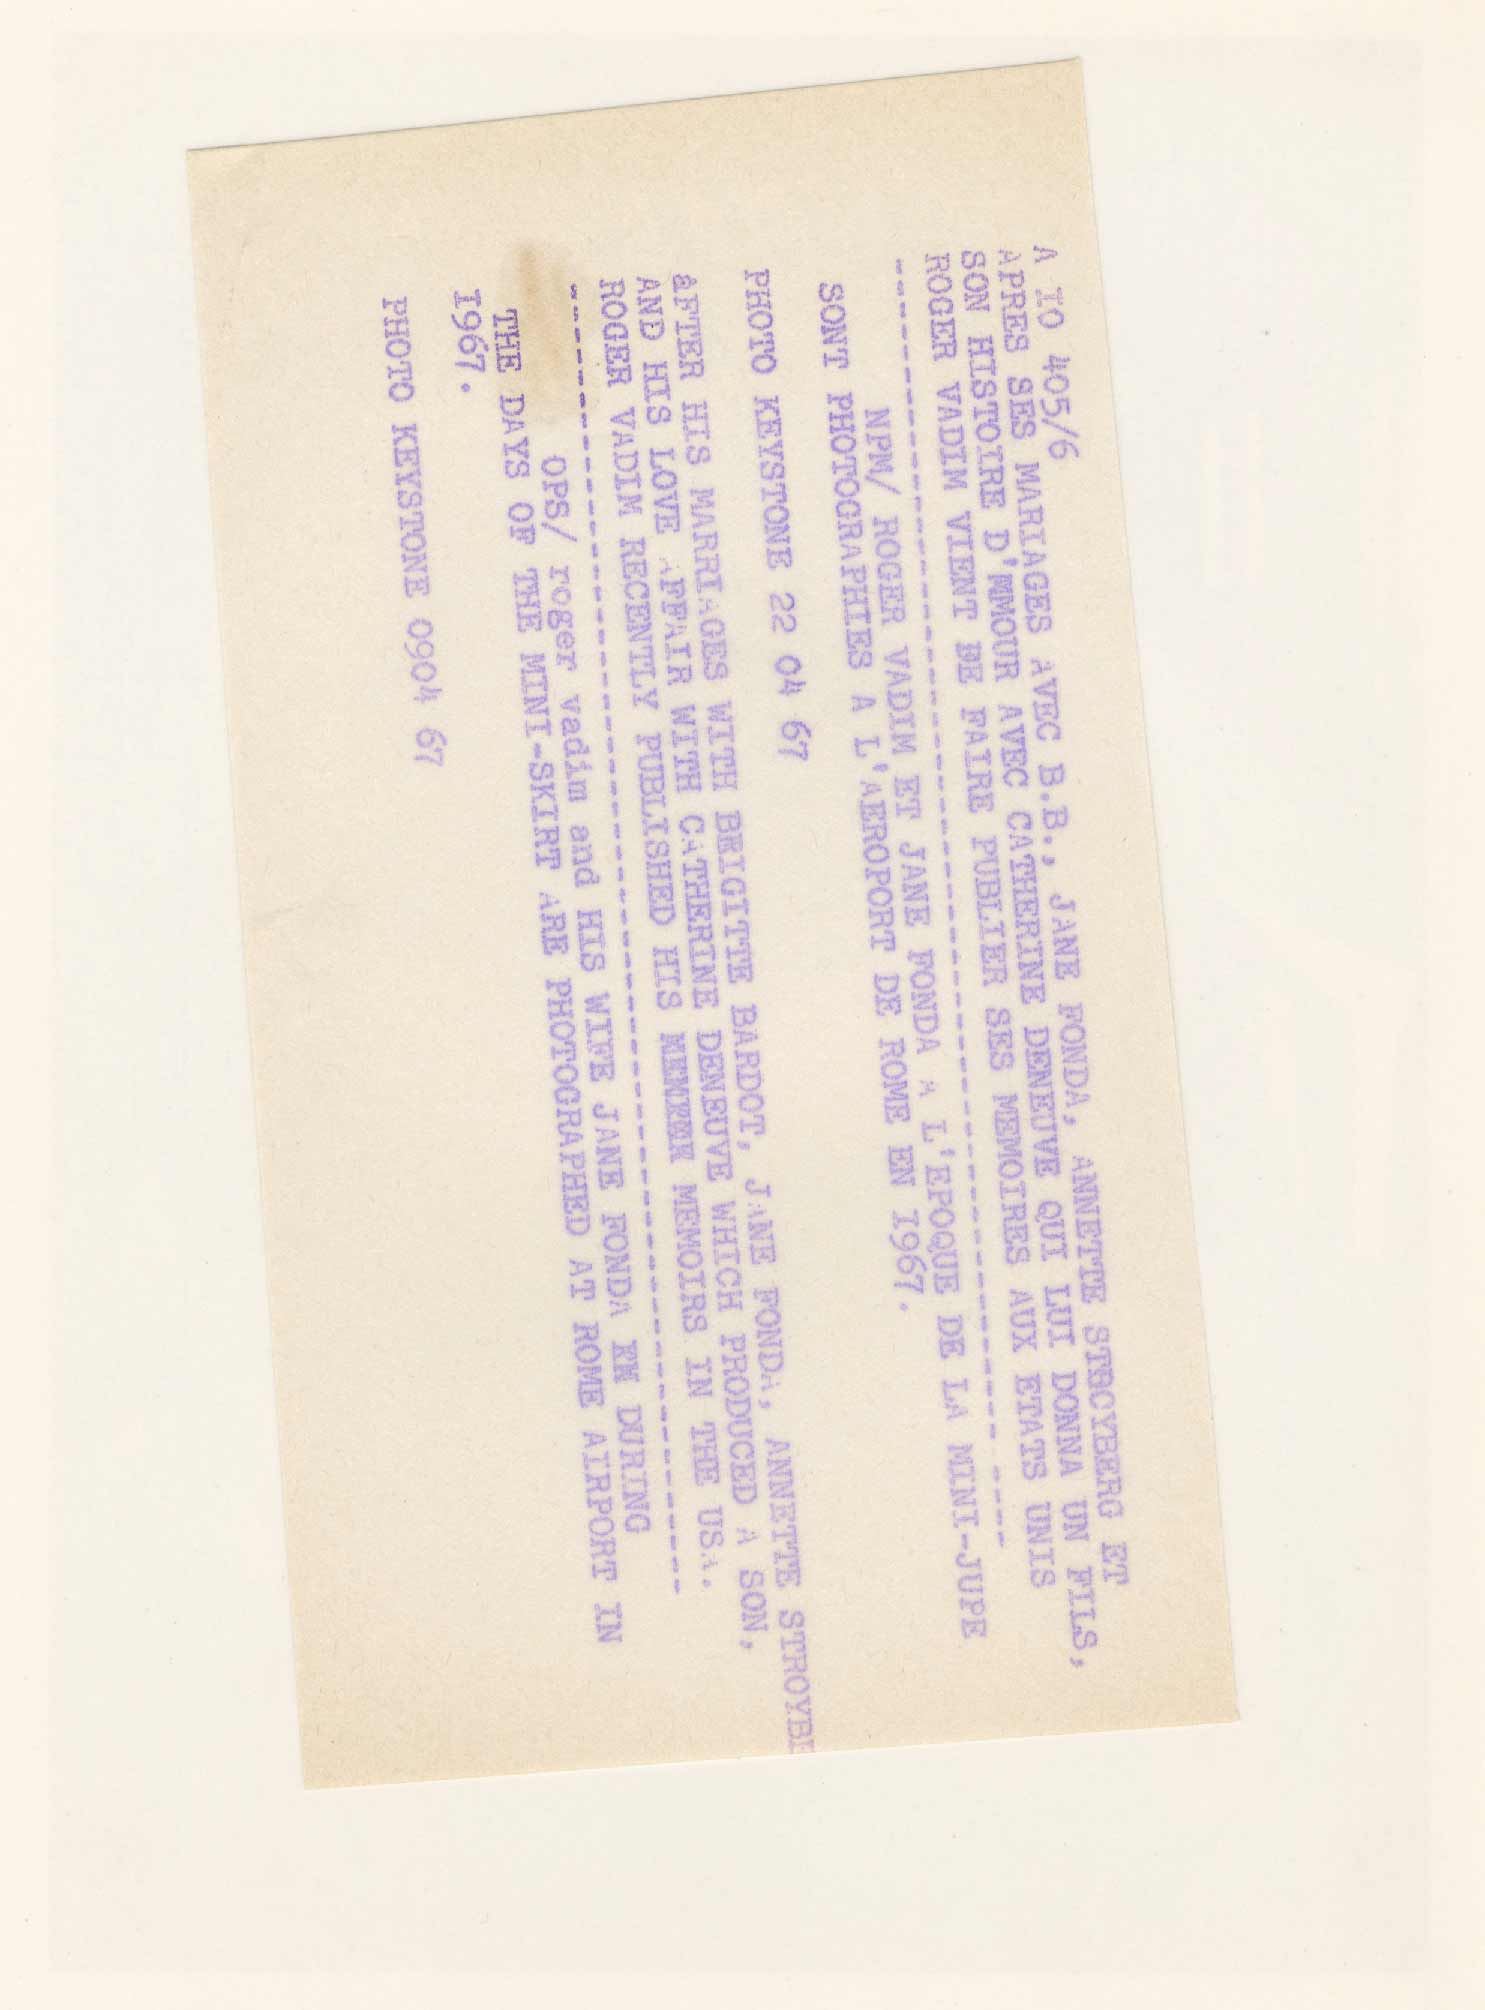 A IO 405/6
APRES SES MARIAGES AVEC B.B., JANE FONDA, ANNETTE STROYBERG ET
SON HISTOIRE D'MMOUR AVEC CATHERINE DENEUVE QUI LUI DONNA UN FILS,
ROGER VADIM VIENT DE FAIRE PUBLIER SES MEMOIRES AUX ETATS UNIS
------------------------------------------------------------
NPM/ ROGER VADIM ET JANE FONDA A L'EPOQUE DE LA MINI-JUPE
SONT PHOTOGRAPHIES A L'AEROPORT DE ROME EN I967.
PHOTO KEYSTONE 22 04 67
AFTER HIS MARRIAGES WITH BRIGITTE BARDOT, JANE FONDA, ANNETTE STROYBE
AND HIS LOVE AFFAIR WITH CATHERINE DENEUVE WHICH PRODUCED A SON,
ROGER VADIM RECENTLY PUBLISHED HIS MEMOIRS IN THE USA.
------------------------------------------------------------
OPS/ roger vadim and HIS WIFE JANE FONDA DURING
THE DAYS OF THE MINI-SKIRT ARE PHOTOGRAPHED AT ROME AIRPORT IN
I967.
PHOTO KEYSTONE 0904 67